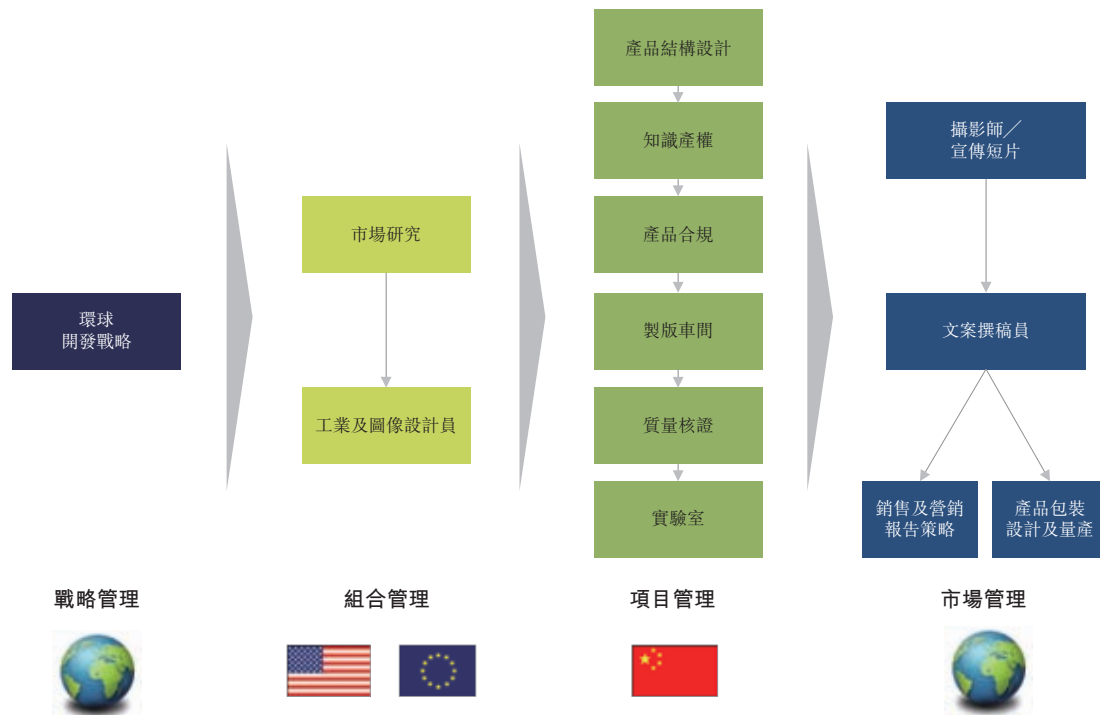 環球
開發戰略
市場研究
工業及圖像設計員
產品結構設計
知識產權
產品合規
製版車間
質量核證
實驗室
攝影師／
宣傳短片
文案撰稿員
銷售及營銷
報告策略
產品包裝
設計及量產
戰略管理
組合管理
項目管理
市場管理